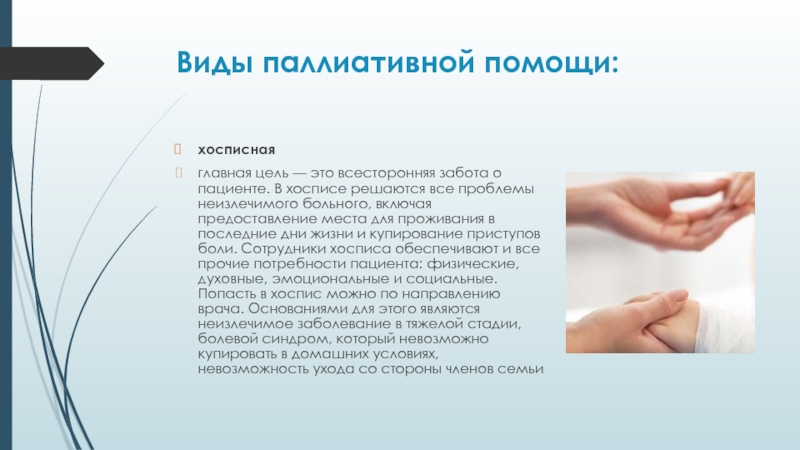 Виды паллиативной помощи:
хосписная
главная цель — это всесторонняя забота о
пациенте. В хосписе решаются все проблемы
неизлечимого больного, включая
предоставление места для проживания в
последние дни жизни и купирование приступов
боли. Сотрудники хосписа обеспечивают и все
прочие потребности пациента: физические,
духовные, эмоциональные и социальные.
Попасть в хоспис можно по направлению
врача. Основаниями для этого являются
неизлечимое заболевание в тяжелой стадии,
болевой синдром, который невозможно
купировать в домашних условиях,
невозможность ухода со стороны членов семьи